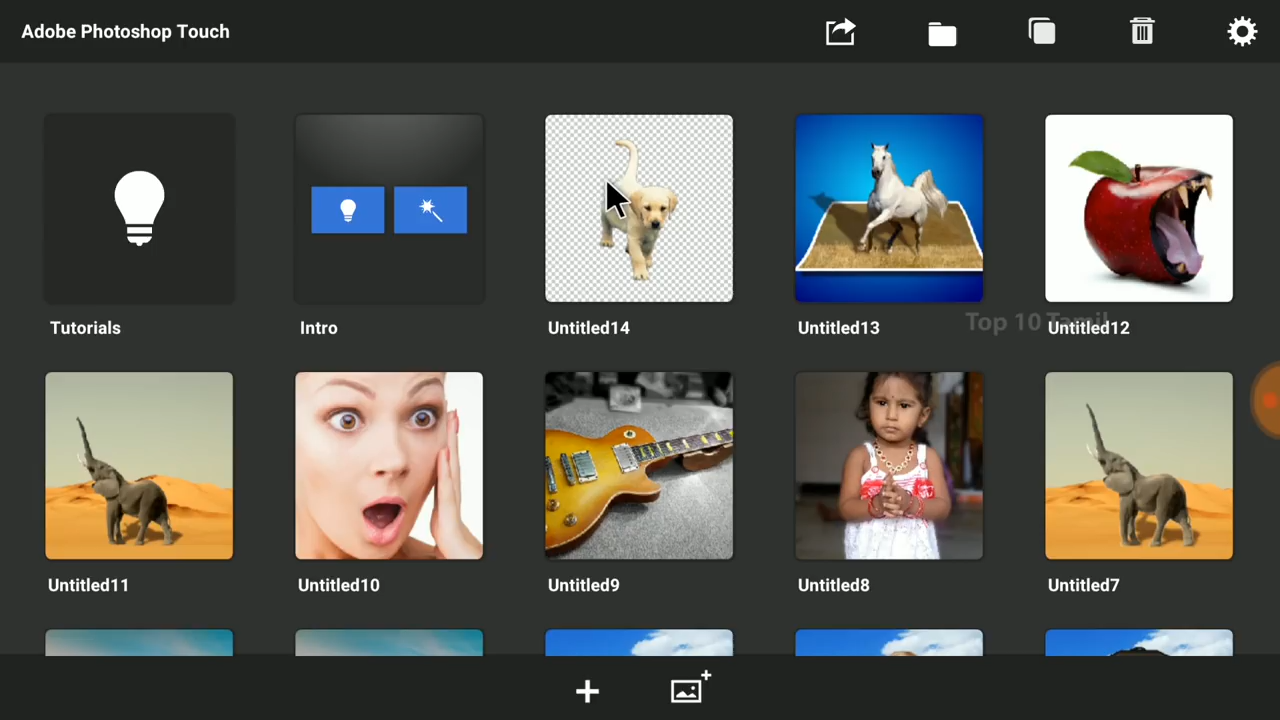 Adobe Photoshop Touch
Tutorials
Intro
Untitled14
Untitled13
Untitled12
Top 10 Tamil
Untitled11
Untitled10
Untitled9
Untitled8
Untitled7